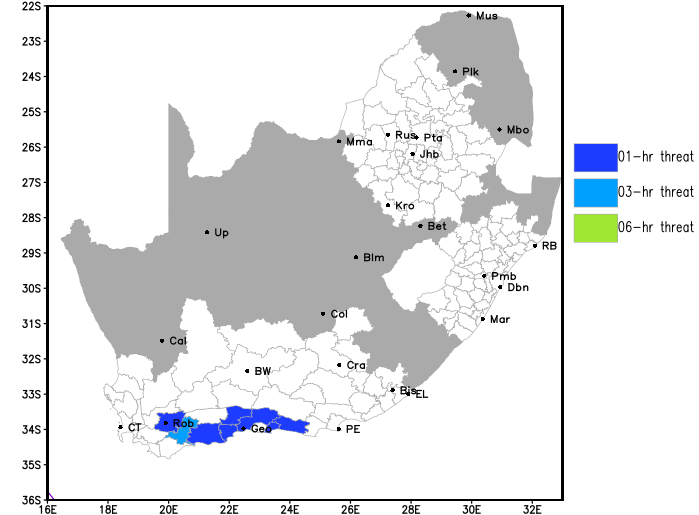 22S
Mus
23S
24S
Plk
25S
Mbo
Rus
Pta
26S
Mma
Jhb
27S
Kro
28S
Bet
Up
RB
29S
Blm
Pmb
30S
Dbn
Col
Mar
31S
Cal
32S
BW
Cra
33S
Bis
EL
Rob
34S
CT
Geo
PE
35S
36S
16E 18E 20E 22E 24E 26E 28E 30E 32E
01-hr threat
03-hr threat
06-hr threat